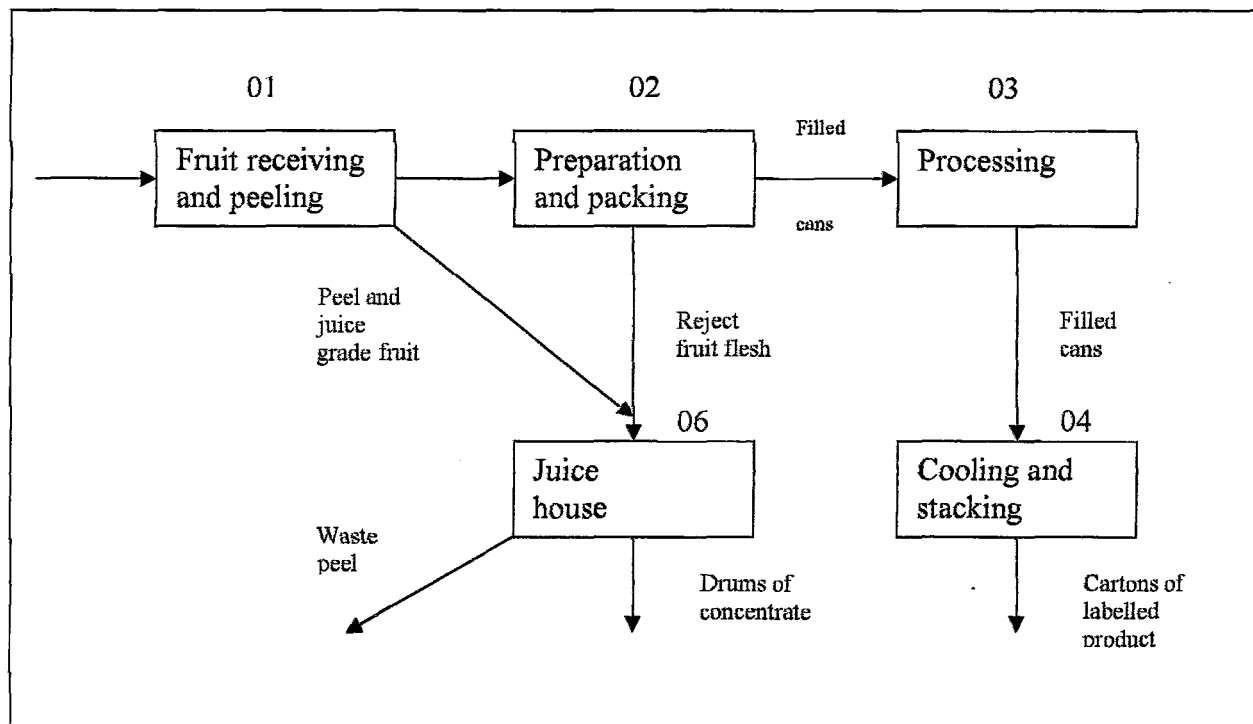 01
02
03
Fruit receiving
and peeling
Preparation
and packing
Filled
cans
Processing
Peel and
juice
grade fruit
Reject
fruit flesh
Filled
cans
06
04
Juice
house
Cooling and
stacking
Waste
peel
Drums of
concentrate
Cartons of
labelled
product